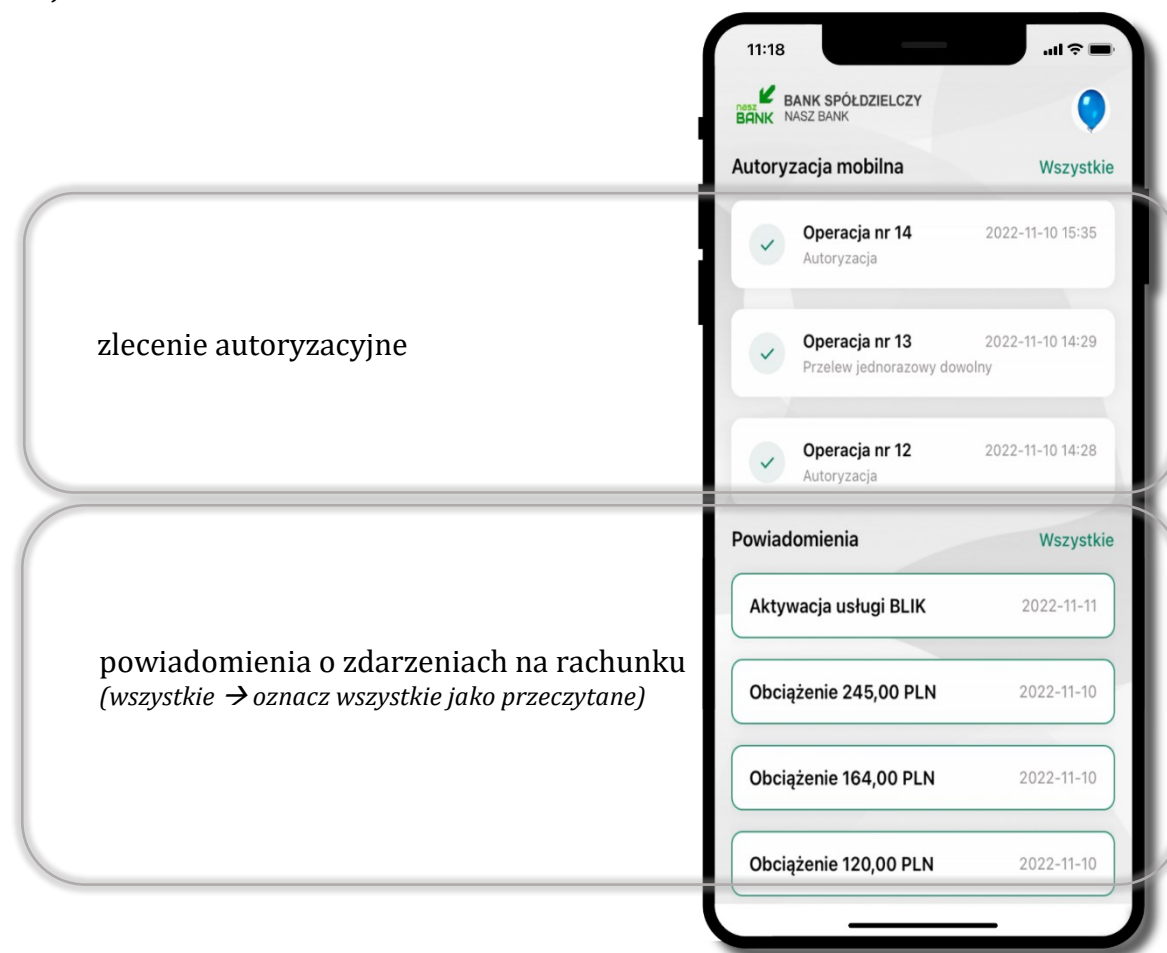 11:18
nasz
BANK
BANK SPÓŁDZIELCZY
NASZ BANK
Autoryzacja mobilna Wszystkie
Operacja nr 14 2022-11-10 15:35
Autoryzacja
zlecenie autoryzacyjne
Operacja nr 13 2022-11-10 14:29
Przelew jednorazowy dowolny
Operacja nr 12 2022-11-10 14:28
Autoryzacja
Powiadomienia Wszystkie
Aktywacja usługi BLIK 2022-11-11
powiadomienia o zdarzeniach na rachunku
(wszystkie → oznacz wszystkie jako przeczytane)
Obciążenie 245,00 PLN 2022-11-10
Obciążenie 164,00 PLN 2022-11-10
Obciążenie 120,00 PLN 2022-11-10